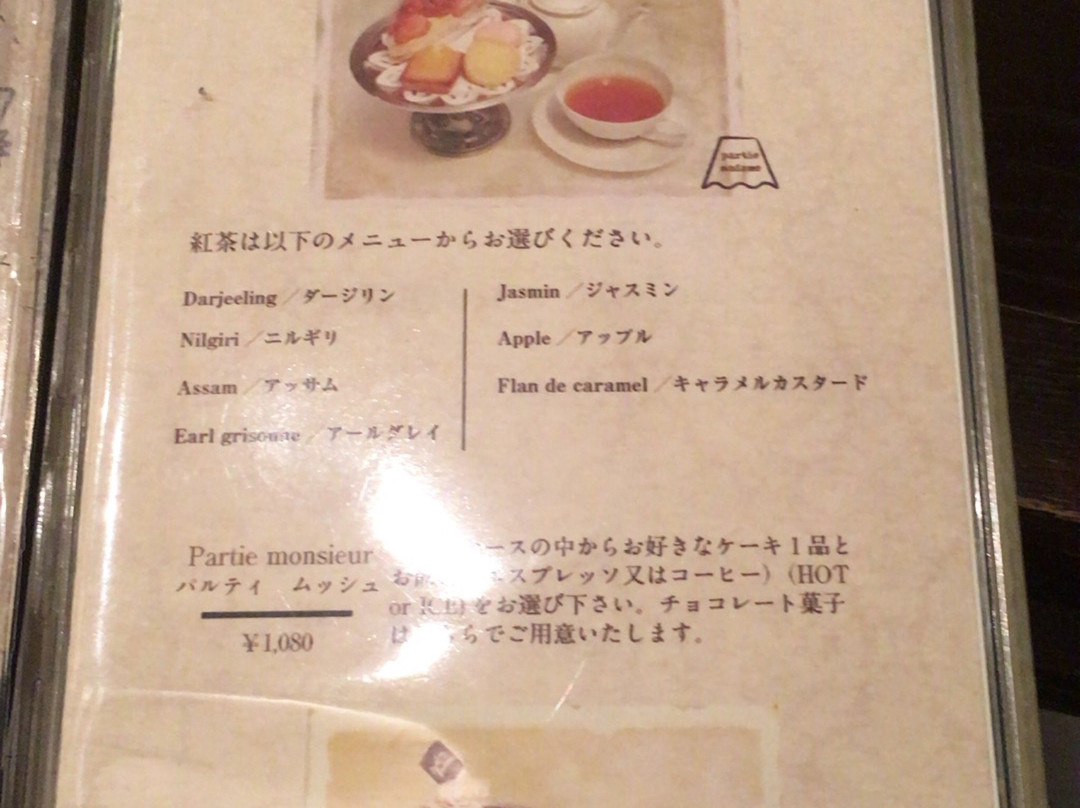 partie
madame
紅茶は以下のメニューからお選びください。
Darjeeling／ダージリン
Nilgiri／ニルギリ
Assam／アッサム
Earl grisonne／アールグレイ
Jasmin／ジャスミン
Apple／アップル
Flan de caramel／キャラメルカスタード
Partie monsieur
パルティ ムッシュ
¥1,080
ースの中からお好きなケーキ1品と
お スプレッソ又はコーヒー）（HOT
or ICE)をお選び下さい。チョコレート菓子
は らでご用意いたします。